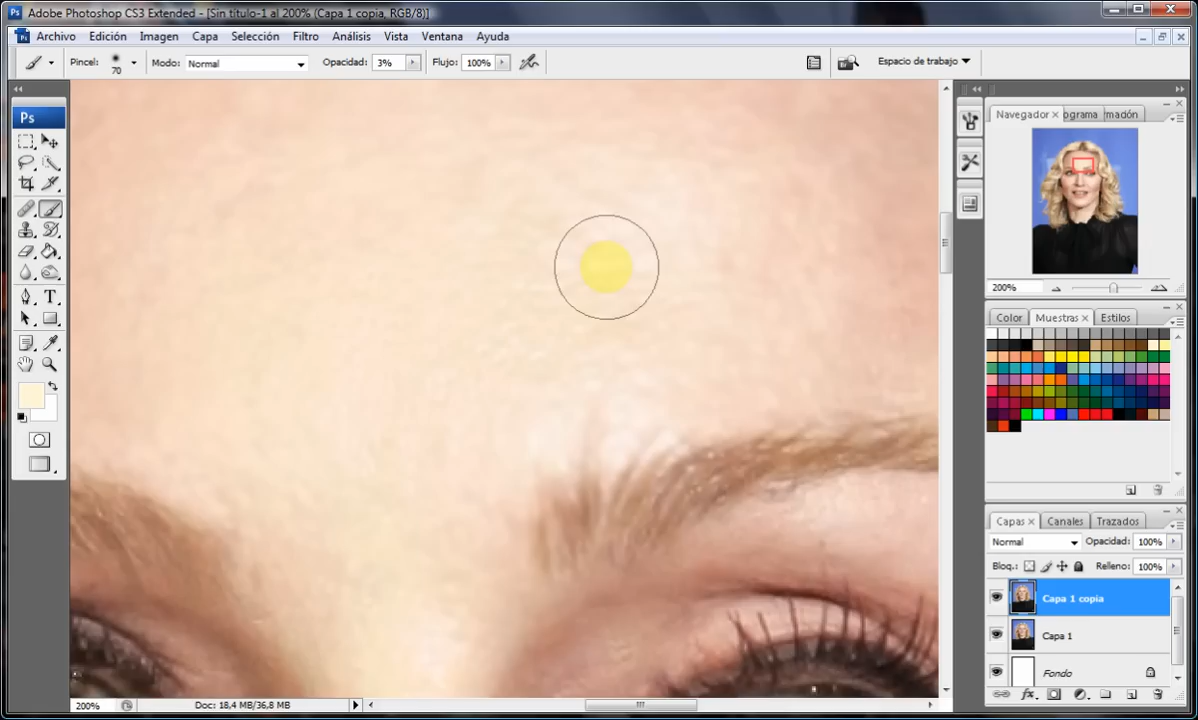 Adobe Photoshop CS3 Extended - [Sin título-1 al 200% (Capa 1 copia, RGB/8)]
Archivo Edición Imagen Capa Selección Filtro Análisis Vista Ventana Ayuda
Pincel: 70 Modo: Normal Opacidad: 3% Flujo: 100% Espacio de trabajo
Ps
Navegador ograma rmadón
200%
Color Muestras Estilos
Capas Canales Trazados
Normal Opacidad: 100%
Bloq.: Relleno: 100%
Capa 1 copia
Capa 1
Fondo
200% Doc: 18,4 MB/36,8 MB